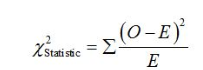 χ²Statistic = Σ (O − E)² / E